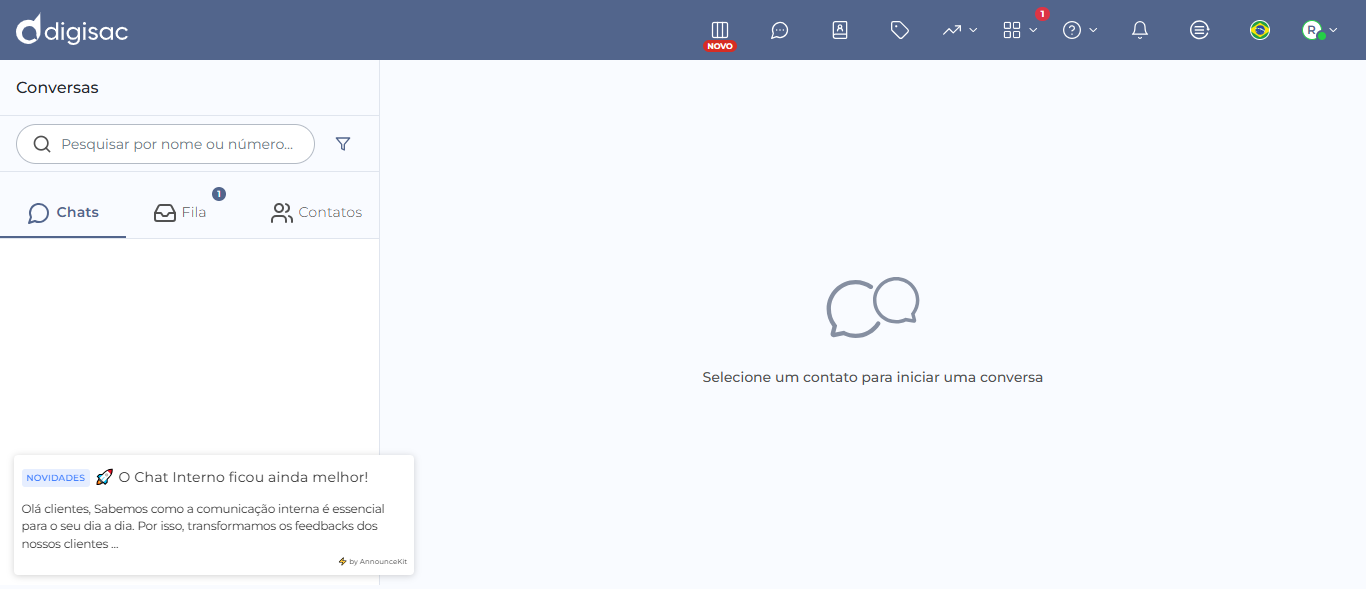 digisac
NOVO
1
R
Conversas
Pesquisar por nome ou número...
Chats
Fila
1
Contatos
Selecione um contato para iniciar uma conversa
NOVIDADES 🚀 O Chat Interno ficou ainda melhor!
Olá clientes, Sabemos como a comunicação interna é essencial
para o seu dia a dia. Por isso, transformamos os feedbacks dos
nossos clientes ...
⚡ by AnnounceKit